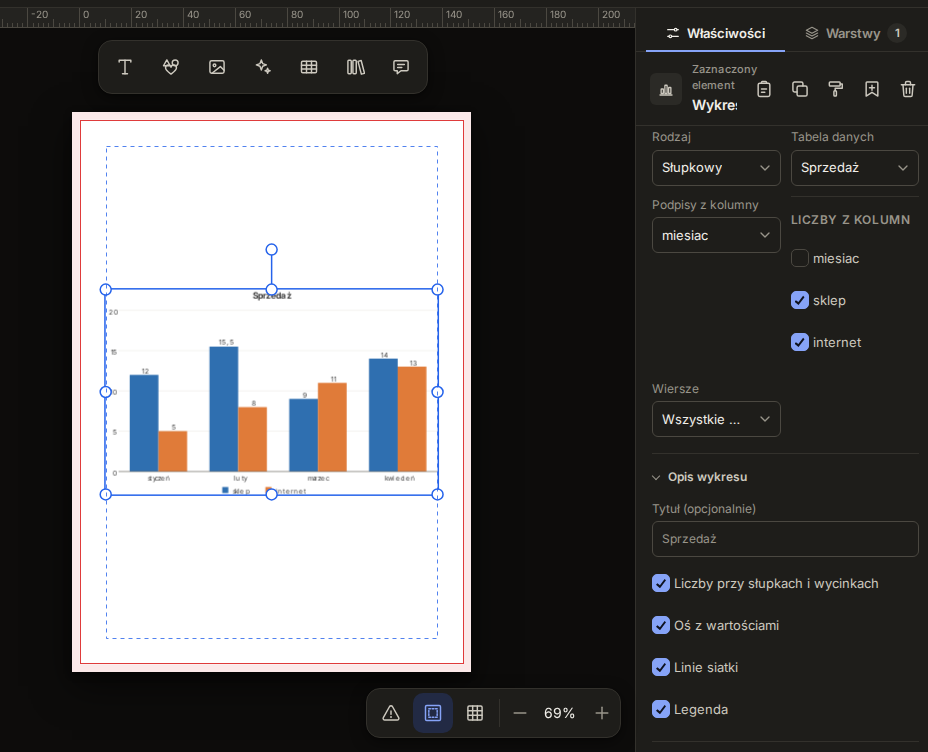 -20 0 20 40 60 80 100 120 140 160 180 200
Właściwości
Warstwy 1
Zaznaczony
element
Rodzaj
Słupkowy
Tabela danych
Sprzedaż
Podpisy z kolumny
miesiac
LICZBY Z KOLUMN
miesiac
sklep
internet
Wiersze
Wszystkie ...
Opis wykresu
Tytuł (opcjonalnie)
Sprzedaż
Liczby przy słupkach i wycinkach
Oś z wartościami
Linie siatki
Legenda
Sprzedaż
20
15
5
0
12
5
15,5
8
9
11
14
13
styczeń
luty
marzec
kwiecień
sklep
internet
69%